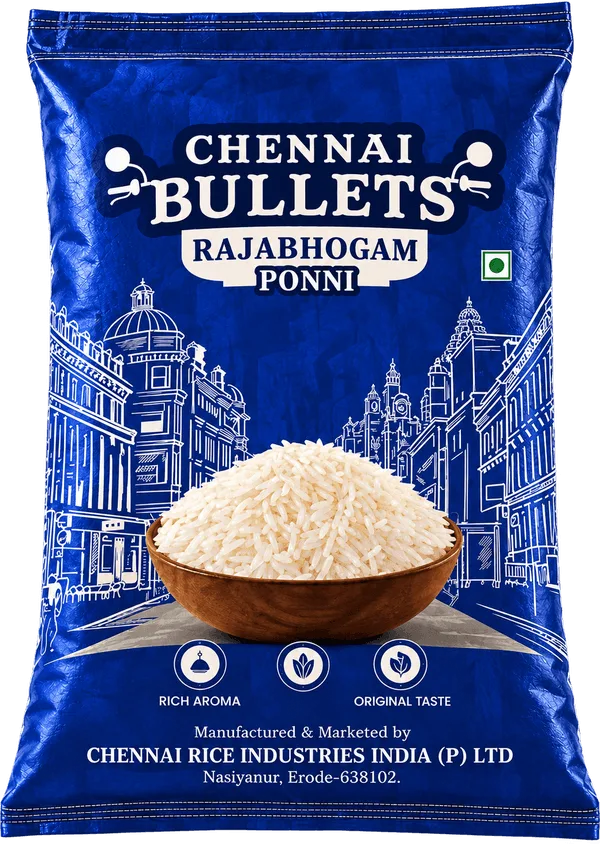 CHENNAI
BULLETS
RAJABHOGAM
PONNI
RICH AROMA
ORIGINAL TASTE
Manufactured & Marketed by
CHENNAI RICE INDUSTRIES INDIA (P) LTD
Nasiyanur, Erode-638102.